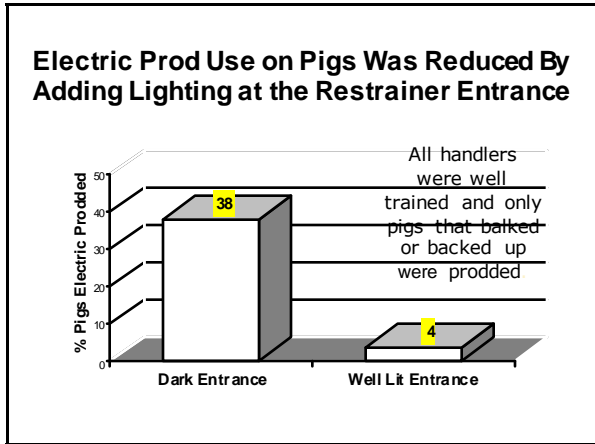 Electric Prod Use on Pigs Was Reduced By
Adding Lighting at the Restrainer Entrance
All handlers
were well
trained and only
pigs that balked
or backed up
were prodded
% Pigs Electric Prodded
50
40
30
20
10
0
38
4
Dark Entrance
Well Lit Entrance